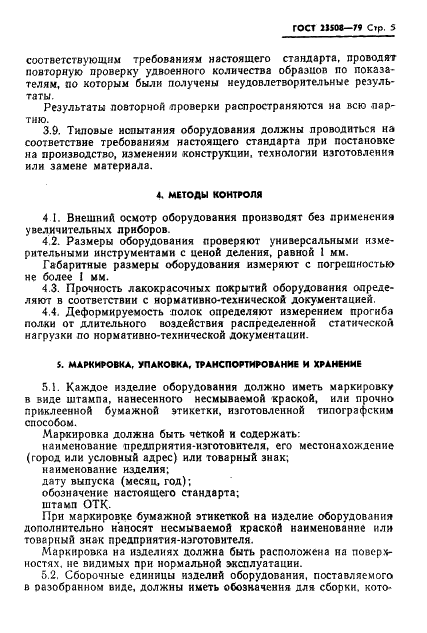 ГОСТ 23508—79 Стр. 5
соответствующим требованиям настоящего стандарта, проводят
повторную проверку удвоенного количества образцов по показа-
телям, по которым были получены неудовлетворительные резуль-
таты.
Результаты повторной проверки распространяются на всю пар-
тию.
3.9. Типовые испытания оборудования должны проводиться на
соответствие требованиям настоящего стандарта при постановке
на производство, изменении конструкции, технологии изготовления
или замене материала.
4. МЕТОДЫ КОНТРОЛЯ
4.1. Внешний осмотр оборудования производят без применения
увеличительных приборов.
4.2. Размеры оборудования проверяют универсальными изме-
рительными инструментами с ценой деления, равной 1 мм.
Габаритные размеры оборудования измеряют с погрешностью
не более 1 мм.
4.3. Прочность лакокрасочных покрытий оборудования опреде-
ляют в соответствии с нормативно-технической документацией.
4.4. Деформируемость полок определяют измерением прогиба
полки от длительного воздействия распределенной статической
нагрузки по нормативно-технической документации.
5. МАРКИРОВКА, УПАКОВКА, ТРАНСПОРТИРОВАНИЕ И ХРАНЕНИЕ
5.1. Каждое изделие оборудования должно иметь маркировку
в виде штампа, нанесенного несмываемой краской, или прочно
приклеенной бумажной этикетки, изготовленной типографским
способом.
Маркировка должна быть четкой и содержать:
наименование предприятия-изготовителя, его местонахождение
(город или условный адрес) или товарный знак;
наименование изделия;
дату выпуска (месяц, год);
обозначение настоящего стандарта;
штамп ОТК.
При маркировке бумажной этикеткой на изделие оборудования
дополнительно наносят несмываемой краской наименование или
товарный знак предприятия-изготовителя.
Маркировка на изделиях должна быть расположена на поверх-
ностях, не видимых при нормальной эксплуатации.
5.2. Сборочные единицы изделий оборудования, поставляемого
в разобранном виде, должны иметь обозначения для сборки, кото-